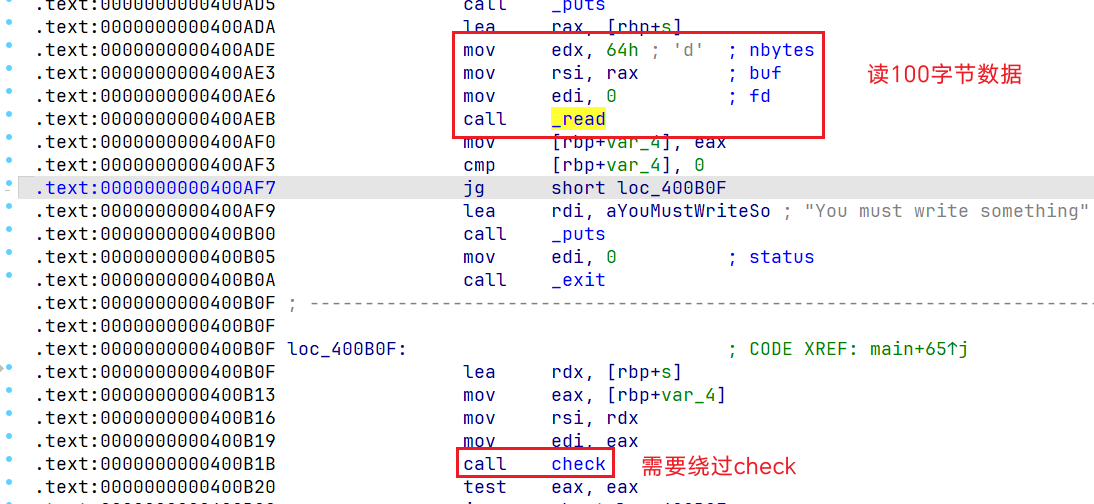 .text:0000000000400AD5 call _puts
.text:0000000000400ADA lea rax, [rbp+s]
.text:0000000000400ADE mov edx, 64h ; 'd' ; nbytes
.text:0000000000400AE3 mov rsi, rax ; buf
读100字节数据
.text:0000000000400AE6 mov edi, 0 ; fd
.text:0000000000400AEB call _read
.text:0000000000400AF0 mov [rbp+var_4], eax
.text:0000000000400AF3 cmp [rbp+var_4], 0
.text:0000000000400AF7 jg short loc_400B0F
.text:0000000000400AF9 lea rdi, aYouMustWriteSo ; "You must write something"
.text:0000000000400B00 call _puts
.text:0000000000400B05 mov edi, 0 ; status
.text:0000000000400B0A call _exit
.text:0000000000400B0F ; ---------------------------------------------------------------------------
.text:0000000000400B0F
.text:0000000000400B0F loc_400B0F: ; CODE XREF: main+65↑j
.text:0000000000400B0F lea rdx, [rbp+s]
.text:0000000000400B13 mov eax, [rbp+var_4]
.text:0000000000400B16 mov rsi, rdx
.text:0000000000400B19 mov edi, eax
.text:0000000000400B1B call check
需要绕过check
.text:0000000000400B20 test eax, eax